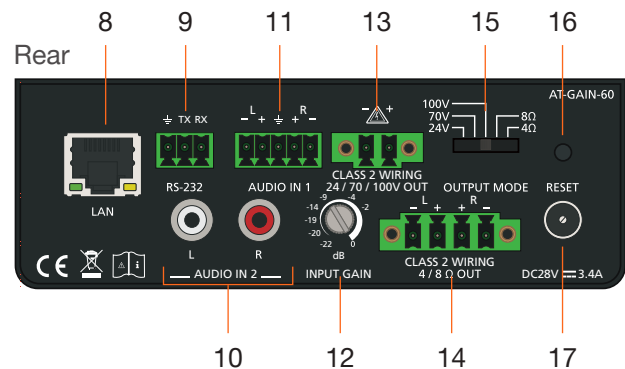 8 9 11 13 15 16
Rear
AT-GAIN-60
L R
− + ⏚ + −
⏚ TX RX
− +
100V
70V 8Ω
24V 4Ω
RS-232 AUDIO IN 1
CLASS 2 WIRING
24 / 70 / 100V OUT
OUTPUT MODE RESET
LAN
-9 -4
-14 -2
-19
-20
-22 0
dB
L R
− + + −
L R
CLASS 2 WIRING
4 / 8 Ω OUT
CE
i
AUDIO IN 2 INPUT GAIN
DC28V ⎓ 3.4A
10 12 14 17